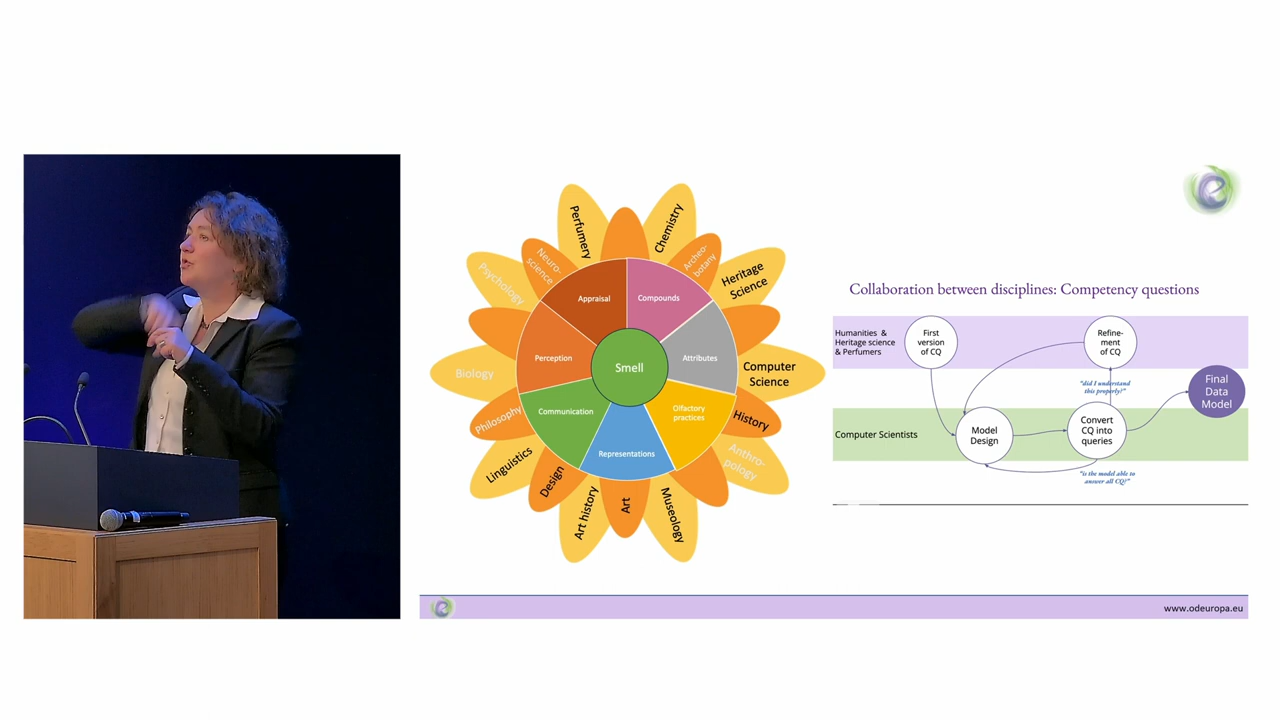 Perfumery
Chemistry
Neuro-
science
Archeo-
botany
Psychology
Heritage
Science
Appraisal
Compounds
Perception
Smell
Attributes
Biology
Computer
Science
Communication
Olfactory
practices
Philosophy
History
Representations
Linguistics
Anthro-
pology
Design
Art history
Art
Museology
e
Collaboration between disciplines: Competency questions
Humanities &
Heritage science
& Perfumers
First
version
of CQ
Refine-
ment
of CQ
"did I understand
this properly?"
Final
Data
Model
Computer Scientists
Model
Design
Convert
CQ into
queries
"is the model able to
answer all CQ?"
www.odeuropa.eu